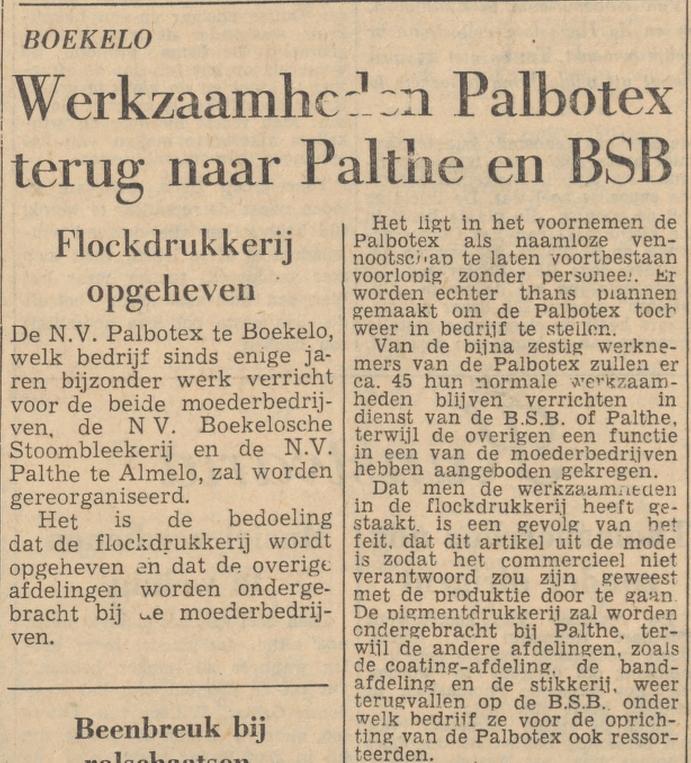 BOEKELO
Werkzaamheden Palbotex
terug naar Palthe en BSB
Flockdrukkerij
opgeheven
De N.V. Palbotex te Boekelo,
welk bedrijf sinds enige ja-
ren bijzonder werk verricht
voor de beide moederbedrij-
ven, de N V. Boekelosche
Stoombleekerij en de N.V.
Palthe te Almelo, zal worden
gereorganiseerd.
Het is de bedoeling
dat de flockdrukkerij wordt
opgeheven en dat de overige
afdelingen worden onderge-
bracht bij de moederbedrij-
ven.
Beenbreuk bij
rolschaatsen
Het ligt in het voornemen de
Palbotex als naamloze ven-
nootschap te laten voortbestaan
voorlopig zonder personeel. Er
worden echter thans plannen
gemaakt om de Palbotex toch
weer in bedrijf te stellen.
Van de bijna zestig werkne-
mers van de Palbotex zullen er
ca. 45 hun normale werkzaam-
heden blijven verrichten in
dienst van de B.S.B. of Palthe,
terwijl de overigen een functie
in een van de moederbedrijven
hebben aangeboden gekregen.
Dat men de werkzaamheden
in de flockdrukkerij heeft ge-
staakt, is een gevolg van het
feit, dat dit artikel uit de mode
is zodat het commercieel niet
verantwoord zou zijn geweest
met de produktie door te gaan.
De pigmentdrukkerij zal worden
ondergebracht bij Palthe, ter-
wijl de andere afdelingen, zoals
de coating-afdeling, de band-
afdeling en de stikkerij, weer
terugvallen op de B.S.B. onder
welk bedrijf ze voor de oprich-
ting van de Palbotex ook ressor-
teerden.